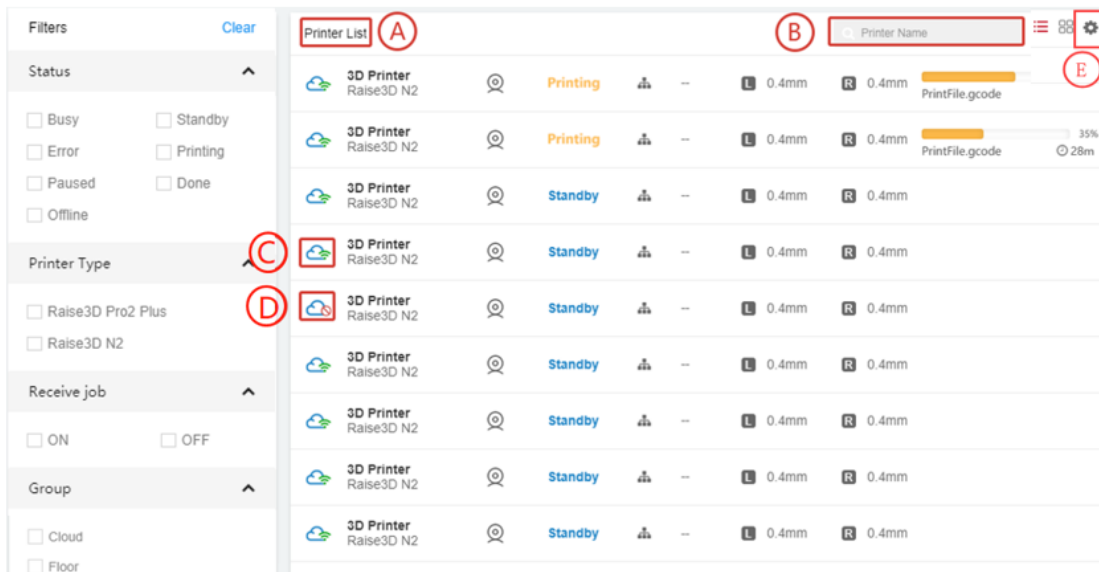 Filters Clear
Status
Busy Standby
Error Printing
Paused Done
Offline
Printer Type
Raise3D Pro2 Plus
Raise3D N2
Receive job
ON OFF
Group
Cloud
Floor
Printer List A B Printer Name
E
3D Printer
Raise3D N2 Printing -- L 0.4mm R 0.4mm
PrintFile.gcode
3D Printer
Raise3D N2 Printing -- L 0.4mm R 0.4mm 35%
PrintFile.gcode 28m
3D Printer
Raise3D N2 Standby -- L 0.4mm R 0.4mm
C 3D Printer
Raise3D N2 Standby -- L 0.4mm R 0.4mm
D 3D Printer
Raise3D N2 Standby -- L 0.4mm R 0.4mm
3D Printer
Raise3D N2 Standby -- L 0.4mm R 0.4mm
3D Printer
Raise3D N2 Standby -- L 0.4mm R 0.4mm
3D Printer
Raise3D N2 Standby -- L 0.4mm R 0.4mm
3D Printer
Raise3D N2 Standby -- L 0.4mm R 0.4mm